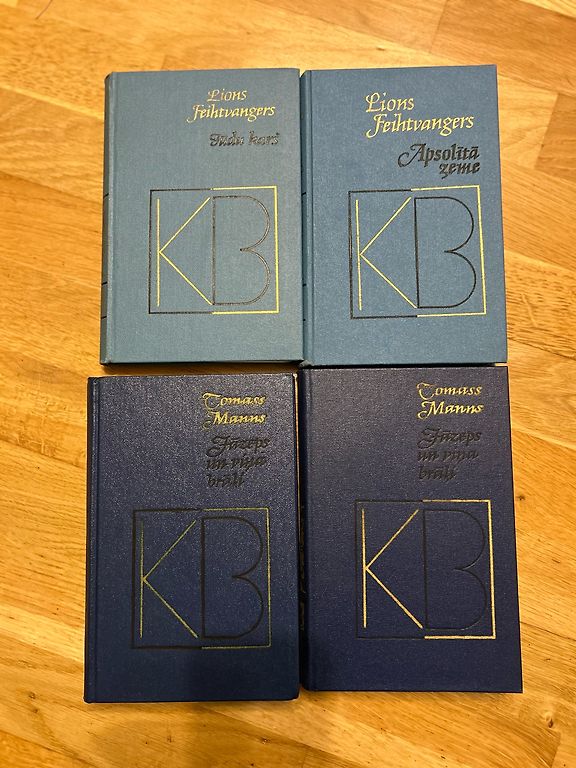 Lions
Feihtvangers
Jūdu karš
KB
Lions
Feihtvangers
Apsolītā
zeme
KB
Tomass
Manns
Jāzeps
un viņa
brāļi
KB
Tomass
Manns
Jāzeps
un viņa
brāļi
KB